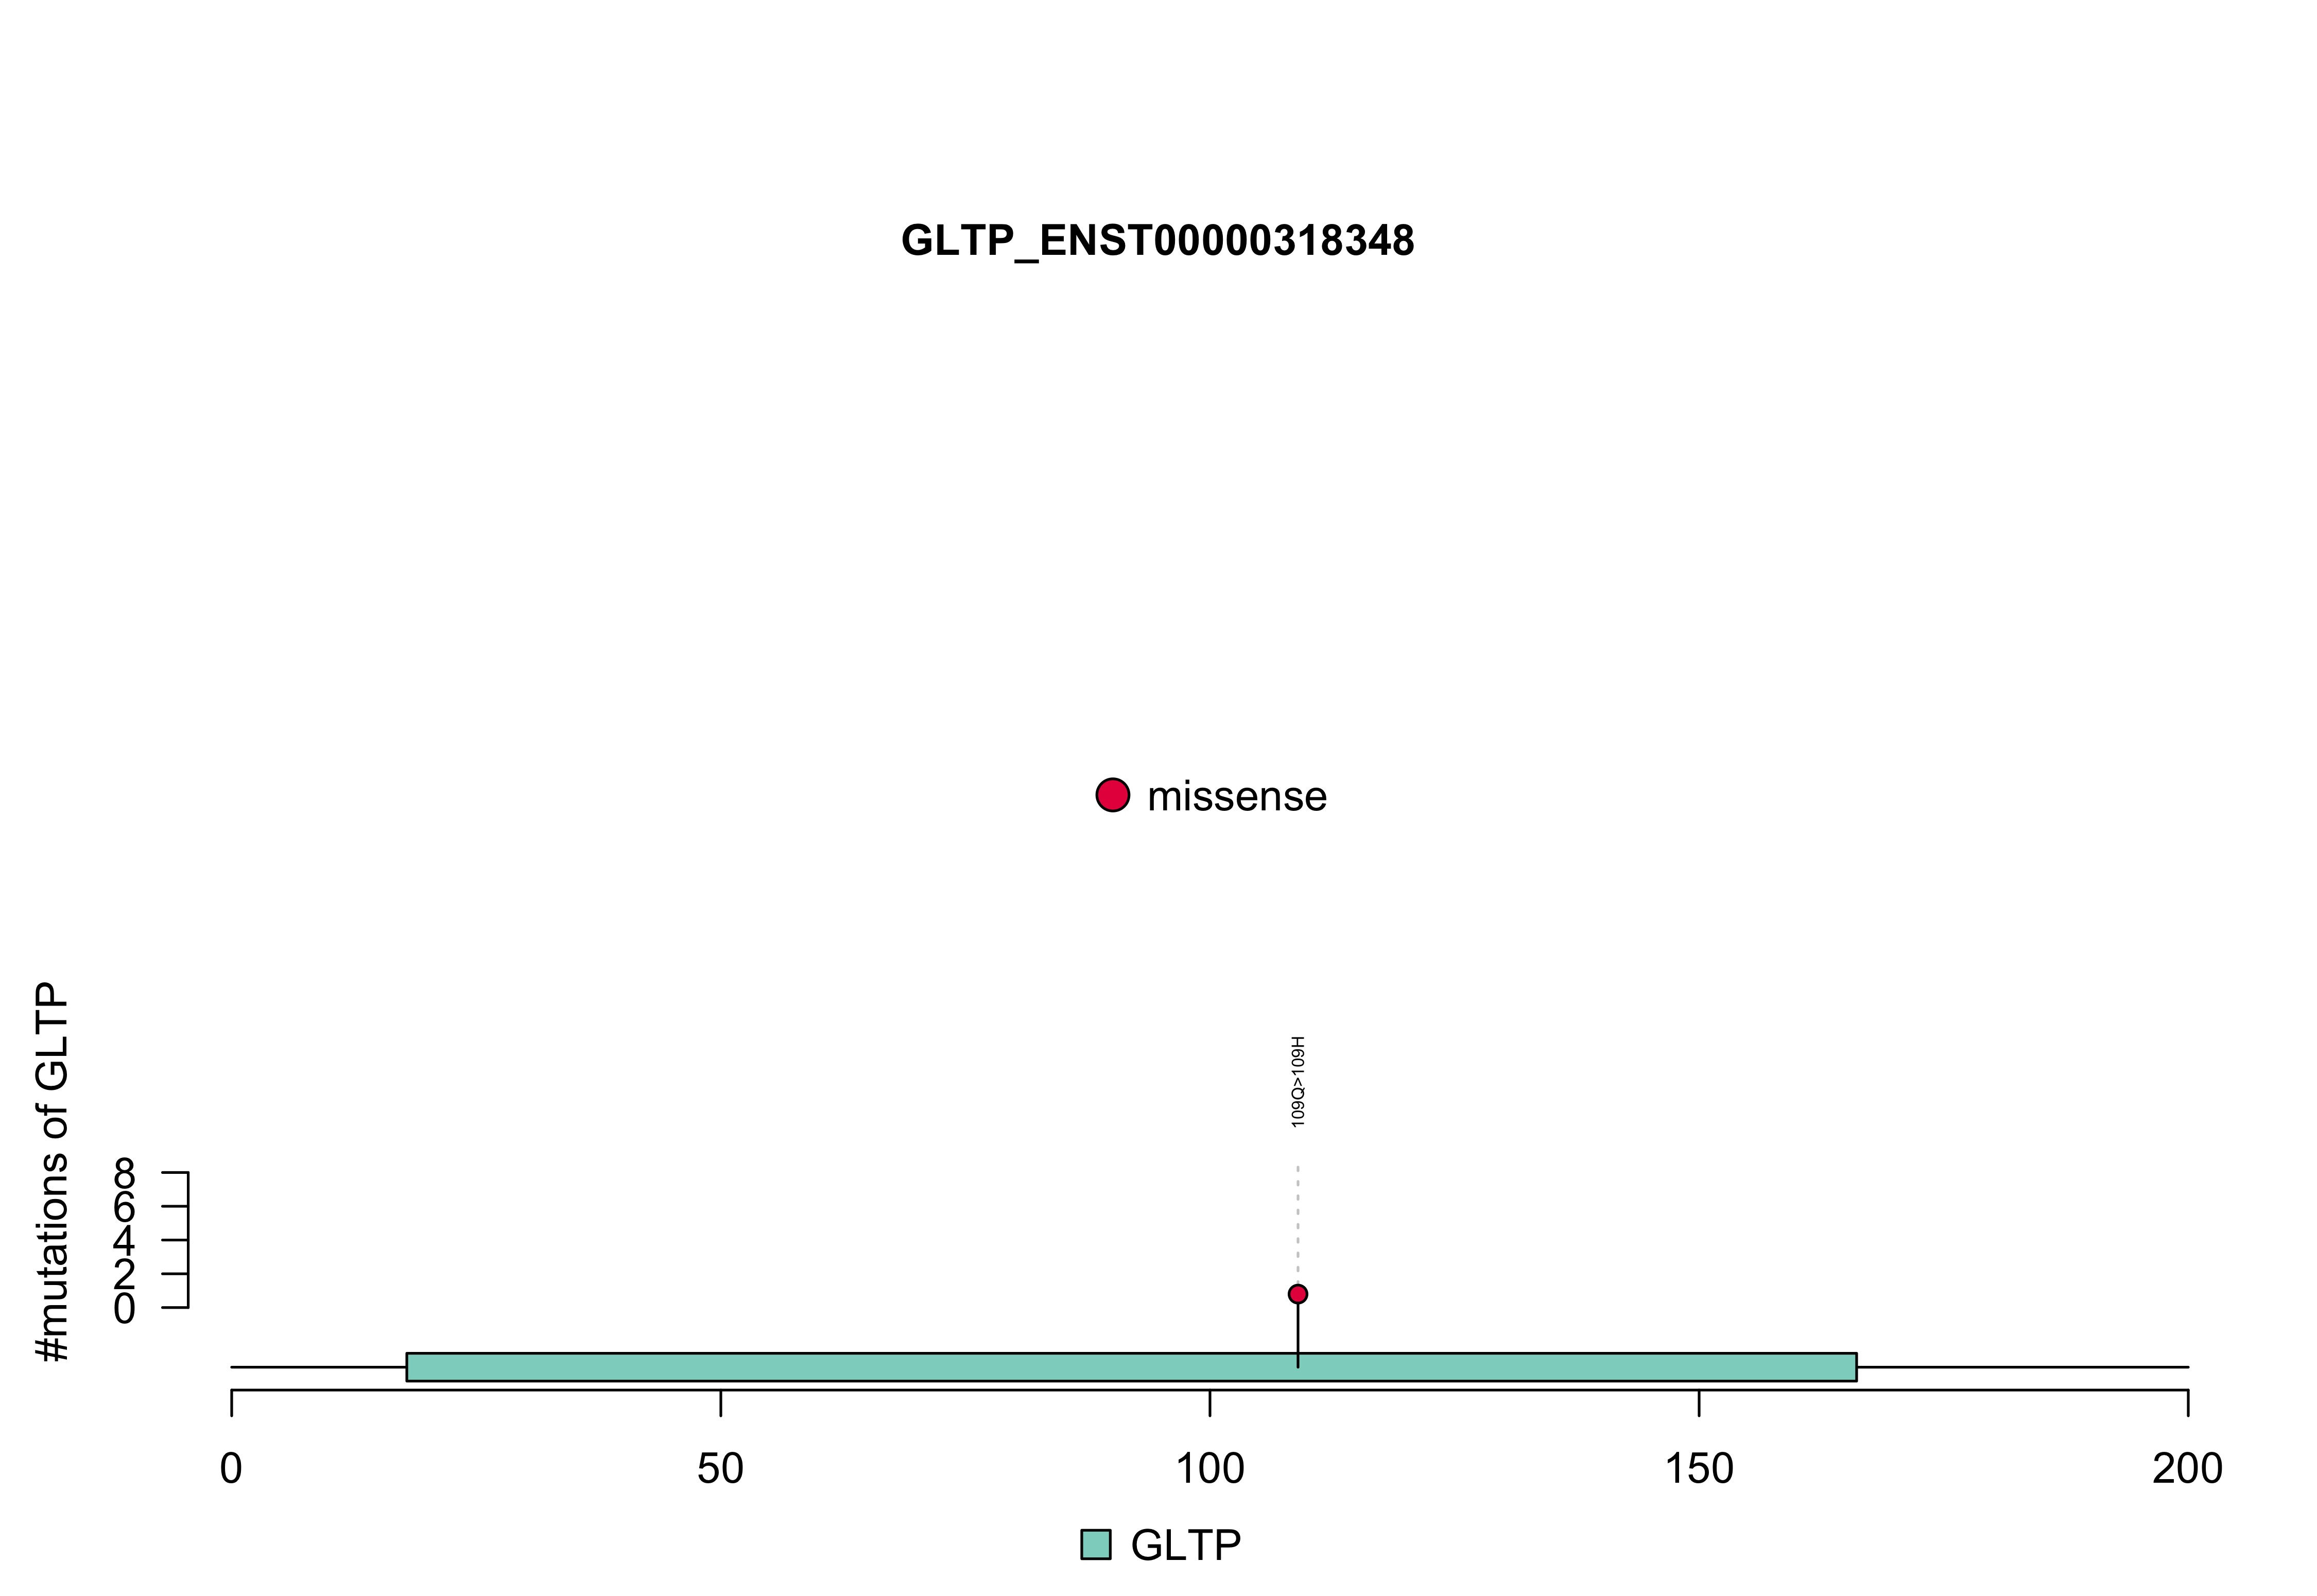 GLTP_ENST00000318348
missense
#mutations of GLTP
109Q>109H
8
6
4
2
0
0 50 100 150 200
GLTP